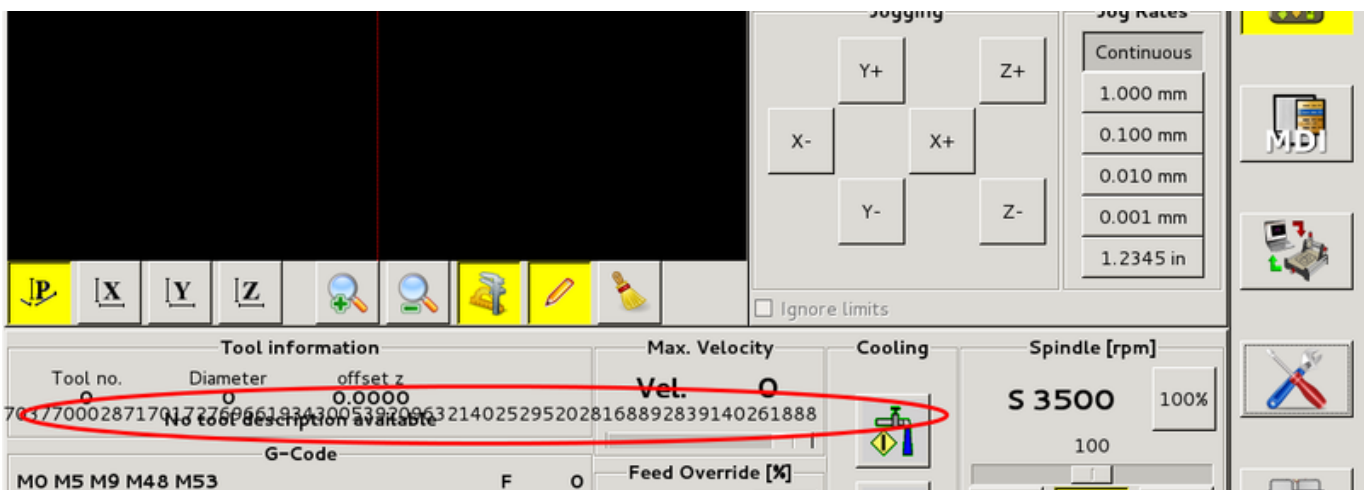 Jogging
Jog Rates
Continuous
Y+
Z+
1.000 mm
MDI
X-
X+
0.100 mm
0.010 mm
Y-
Z-
0.001 mm
1.2345 in
P
X
Y
Z
Ignore limits
Tool information
Max. Velocity
Cooling
Spindle [rpm]
Tool no.
Diameter
offset z
Vel.
0
0
0
0.0000
S 3500
100%
No tool description available
100
G-Code
Feed Override [%]
M0 M5 M9 M48 M53
F
0